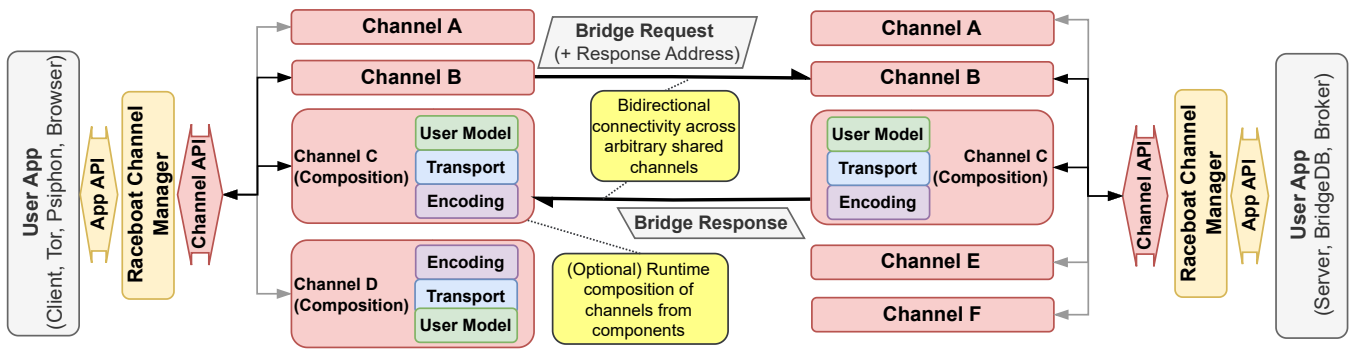 User App
(Client, Tor, Psiphon, Browser)
App API
Raceboat Channel
Manager
Channel API
Channel A
Channel B
Channel C
(Composition)
User Model
Transport
Encoding
Channel D
(Composition)
Encoding
Transport
User Model
Bridge Request
(+ Response Address)
Bidirectional
connectivity across
arbitrary shared
channels
Bridge Response
(Optional) Runtime
composition of
channels from
components
Channel A
Channel B
User Model
Transport
Encoding
Channel C
(Composition)
Channel E
Channel F
Channel API
Raceboat Channel
Manager
App API
User App
(Server, BridgeDB, Broker)